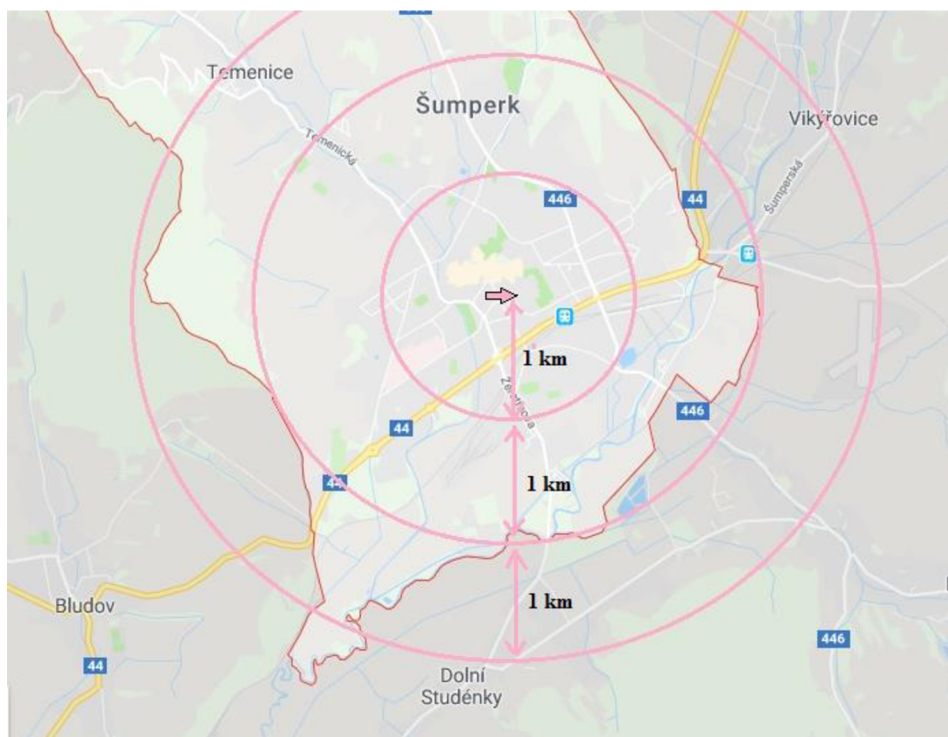 Temenice
Šumperk
Vikýřovice
Temenická
446
44
Šumperská
1 km
Žerotínova
446
44
44
1 km
1 km
Bludov
44
446
Dolní
Studénky